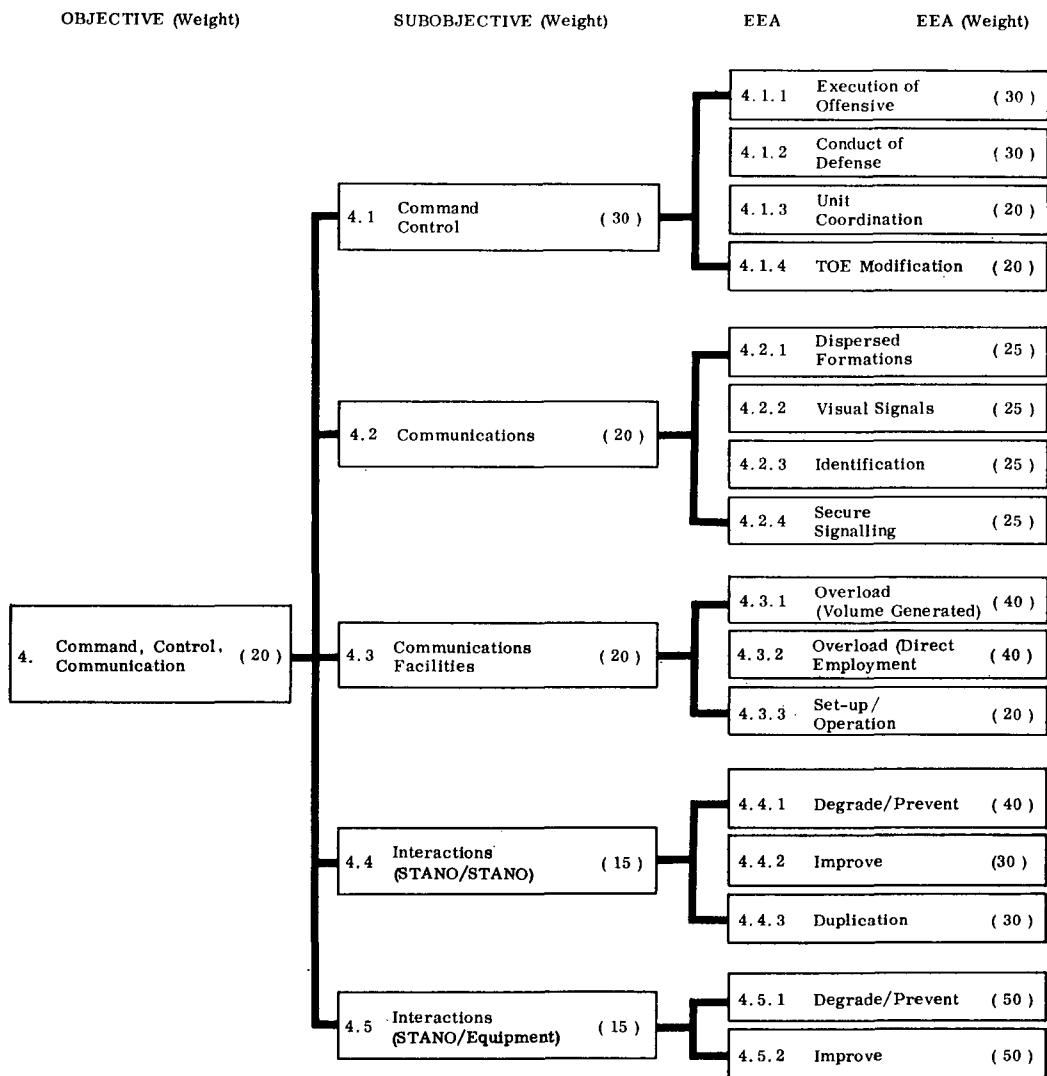 OBJECTIVE (Weight) SUBOBJECTIVE (Weight) EEA EEA (Weight)
4.1.1 Execution of Offensive (30)
4.1.2 Conduct of Defense (30)
4.1 Command Control (30)
4.1.3 Unit Coordination (20)
4.1.4 TOE Modification (20)
4.2.1 Dispersed Formations (25)
4.2.2 Visual Signals (25)
4.2 Communications (20)
4.2.3 Identification (25)
4.2.4 Secure Signalling (25)
4. Command, Control, Communication (20)
4.3 Communications Facilities (20)
4.3.1 Overload (Volume Generated) (40)
4.3.2 Overload (Direct Employment (40)
4.3.3 Set-up/ Operation (20)
4.4 Interactions (STANO/STANO) (15)
4.4.1 Degrade/Prevent (40)
4.4.2 Improve (30)
4.4.3 Duplication (30)
4.5 Interactions (STANO/Equipment) (15)
4.5.1 Degrade/Prevent (50)
4.5.2 Improve (50)